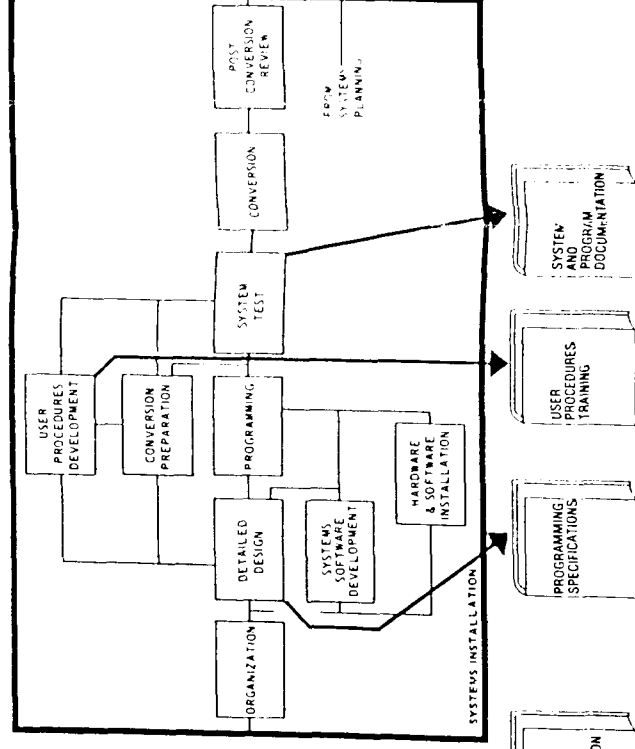 ORGANIZATION
DETAILED
DESIGN
USER
PROCEDURES
DEVELOPMENT
CONVERSION
PREPARATION
PROGRAMMING
SYSTEMS
SOFTWARE
DEVELOPMENT
HARDWARE
& SOFTWARE
INSTALLATION
SYSTEM
TEST
CONVERSION
POST
CONVERSION
REVIEW
FROM
SYSTEMS
PLANNING
SYSTEMS INSTALLATION
ON
PROGRAMMING
SPECIFICATIONS
USER
PROCEDURES
TRAINING
SYSTEM
AND
PROGRAM
DOCUMENTATION